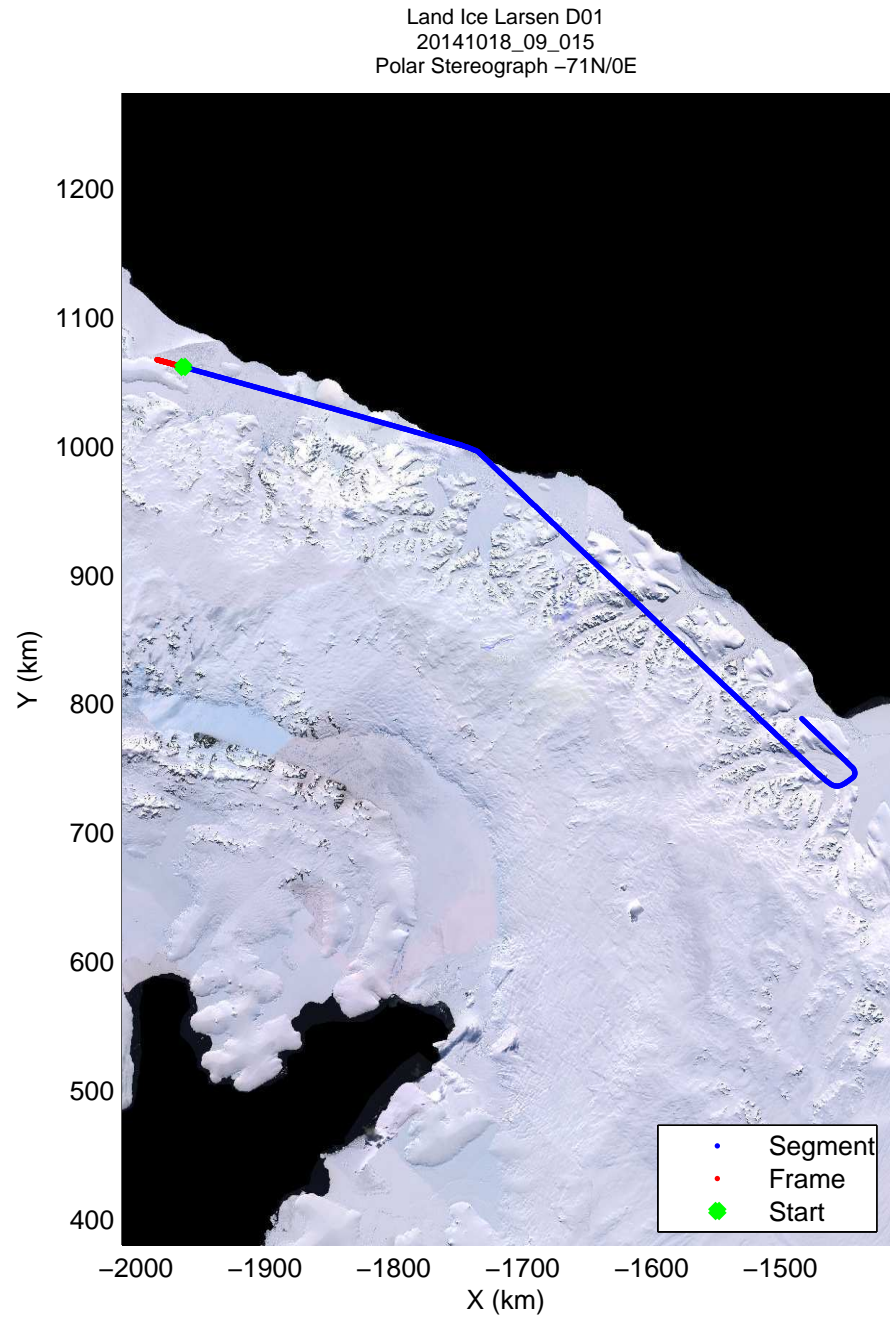 Land Ice Larsen D01
20141018_09_015
Polar Stereograph −71N/0E
1200
1100
1000
900
800
700
600
500
400
Y (km)
−2000 −1900 −1800 −1700 −1600 −1500
X (km)
Segment
Frame
Start